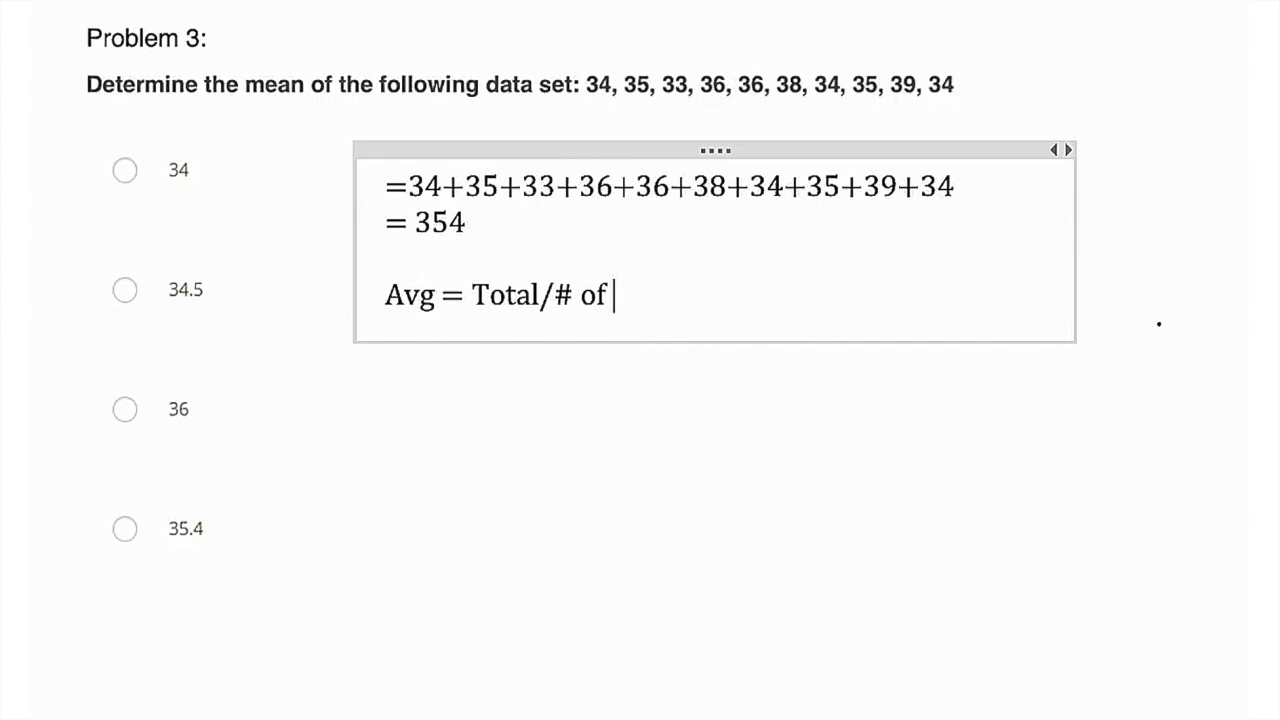 Problem 3:
Determine the mean of the following data set: 34, 35, 33, 36, 36, 38, 34, 35, 39, 34
34
=34+35+33+36+36+38+34+35+39+34
= 354
34.5
Avg = Total/# of
36
35.4